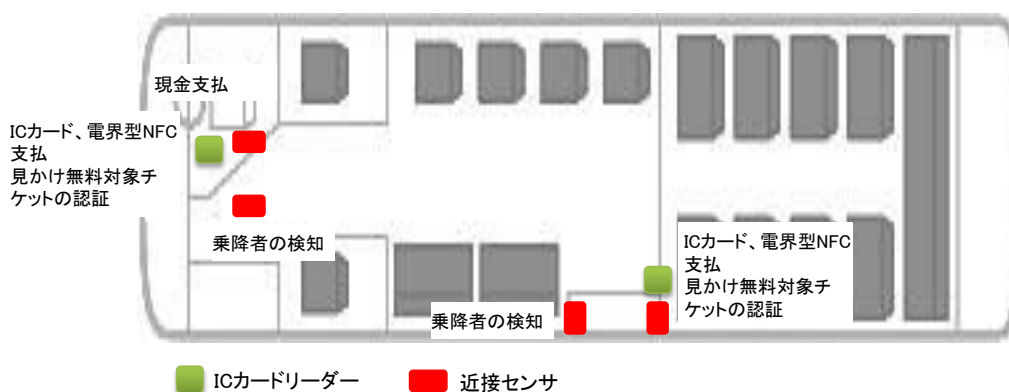 現金支払
ICカード、電界型NFC
支払
見かけ無料対象チ
ケットの認証
乗降者の検知
ICカード、電界型NFC
支払
見かけ無料対象チ
ケットの認証
乗降者の検知
ICカードリーダー
近接センサ